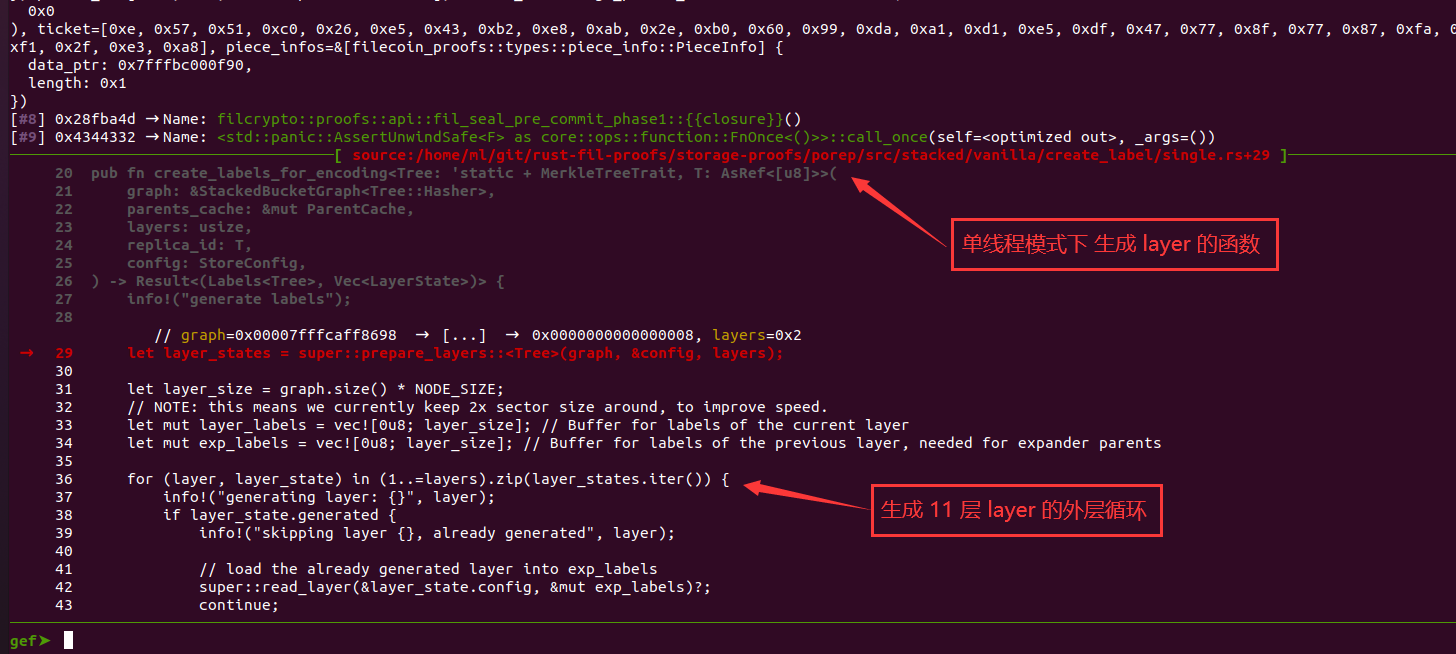 0x0
), ticket=[0xe, 0x57, 0x51, 0xc0, 0x26, 0xe5, 0x43, 0xb2, 0xe8, 0xab, 0x2e, 0xb0, 0x60, 0x99, 0xda, 0xa1, 0xd1, 0xe5, 0xdf, 0x47, 0x77, 0x8f, 0x77, 0x87, 0xfa, 0
xf1, 0x2f, 0xe3, 0xa8], piece_infos=&[filecoin_proofs::types::piece_info::PieceInfo] {
data_ptr: 0x7fffbc000f90,
length: 0x1
})
[#8] 0x28fba4d → Name: filcrypto::proofs::api::fil_seal_pre_commit_phase1::{{closure}}()
[#9] 0x4344332 → Name: <std::panic::AssertUnwindSafe<F> as core::ops::function::FnOnce<()>>::call_once(self=<optimized out>, _args=())
[ source:/home/ml/git/rust-fil-proofs/storage-proofs/porep/src/stacked/vanilla/create_label/single.rs+29 ]
20 pub fn create_labels_for_encoding<Tree: 'static + MerkleTreeTrait, T: AsRef<[u8]>>(
21 graph: &StackedBucketGraph<Tree::Hasher>,
22 parents_cache: &mut ParentCache,
23 layers: usize,
24 replica_id: T,
25 config: StoreConfig,
26 ) -> Result<(Labels<Tree>, Vec<LayerState>)> {
27 info!("generate labels");
28
// graph=0x00007fffcaff8698 → [...] → 0x0000000000000008, layers=0x2
→ 29 let layer_states = super::prepare_layers::<Tree>(graph, &config, layers);
30
31 let layer_size = graph.size() * NODE_SIZE;
32 // NOTE: this means we currently keep 2x sector size around, to improve speed.
33 let mut layer_labels = vec![0u8; layer_size]; // Buffer for labels of the current layer
34 let mut exp_labels = vec![0u8; layer_size]; // Buffer for labels of the previous layer, needed for expander parents
35
36 for (layer, layer_state) in (1..=layers).zip(layer_states.iter()) {
37 info!("generating layer: {}", layer);
38 if layer_state.generated {
39 info!("skipping layer {}, already generated", layer);
40
41 // load the already generated layer into exp_labels
42 super::read_layer(&layer_state.config, &mut exp_labels)?;
43 continue;
gef➤
单线程模式下 生成 layer 的函数
生成 11 层 layer 的外层循环